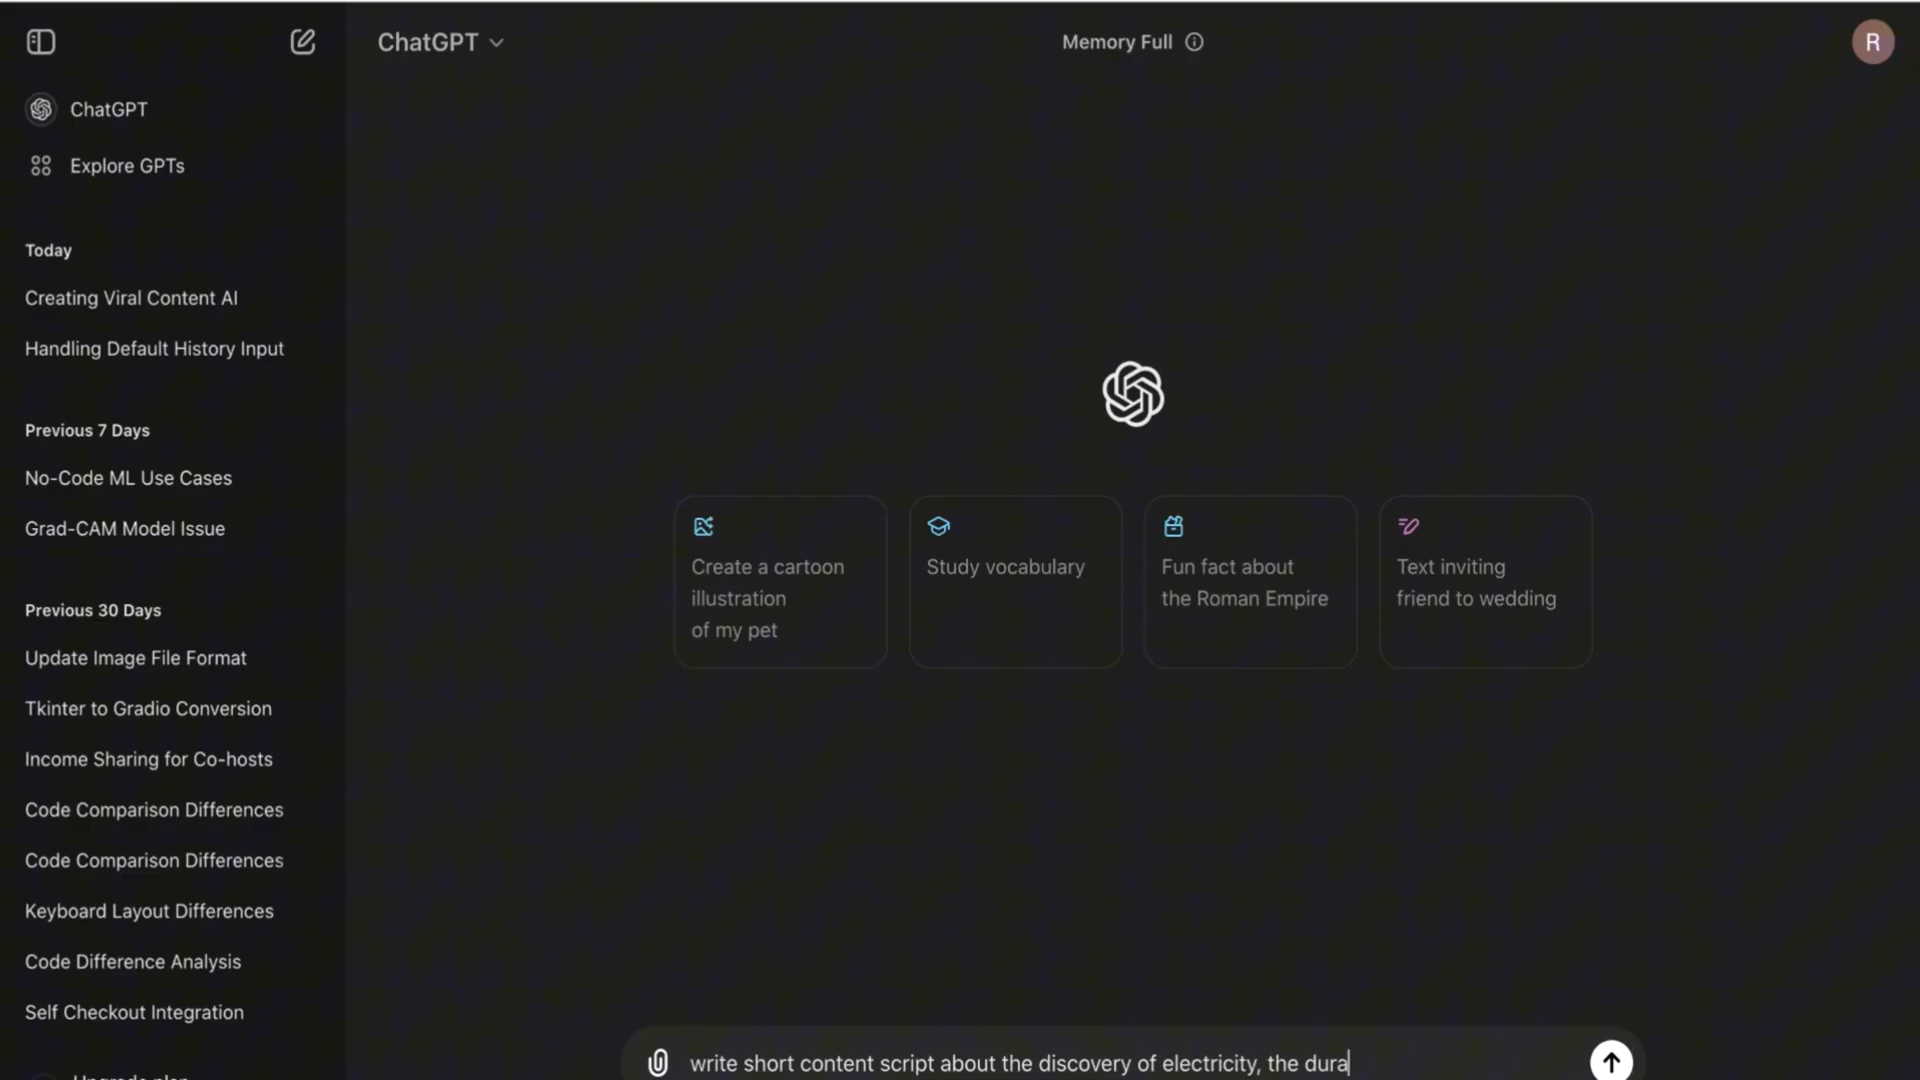 ChatGPT
Memory Full
R
ChatGPT
Explore GPTs
Today
Creating Viral Content AI
Handling Default History Input
Previous 7 Days
No-Code ML Use Cases
Grad-CAM Model Issue
Previous 30 Days
Update Image File Format
Tkinter to Gradio Conversion
Income Sharing for Co-hosts
Code Comparison Differences
Code Comparison Differences
Keyboard Layout Differences
Code Difference Analysis
Self Checkout Integration
Upgrade plan
Create a cartoon
illustration
of my pet
Study vocabulary
Fun fact about
the Roman Empire
Text inviting
friend to wedding
write short content script about the discovery of electricity, the dura